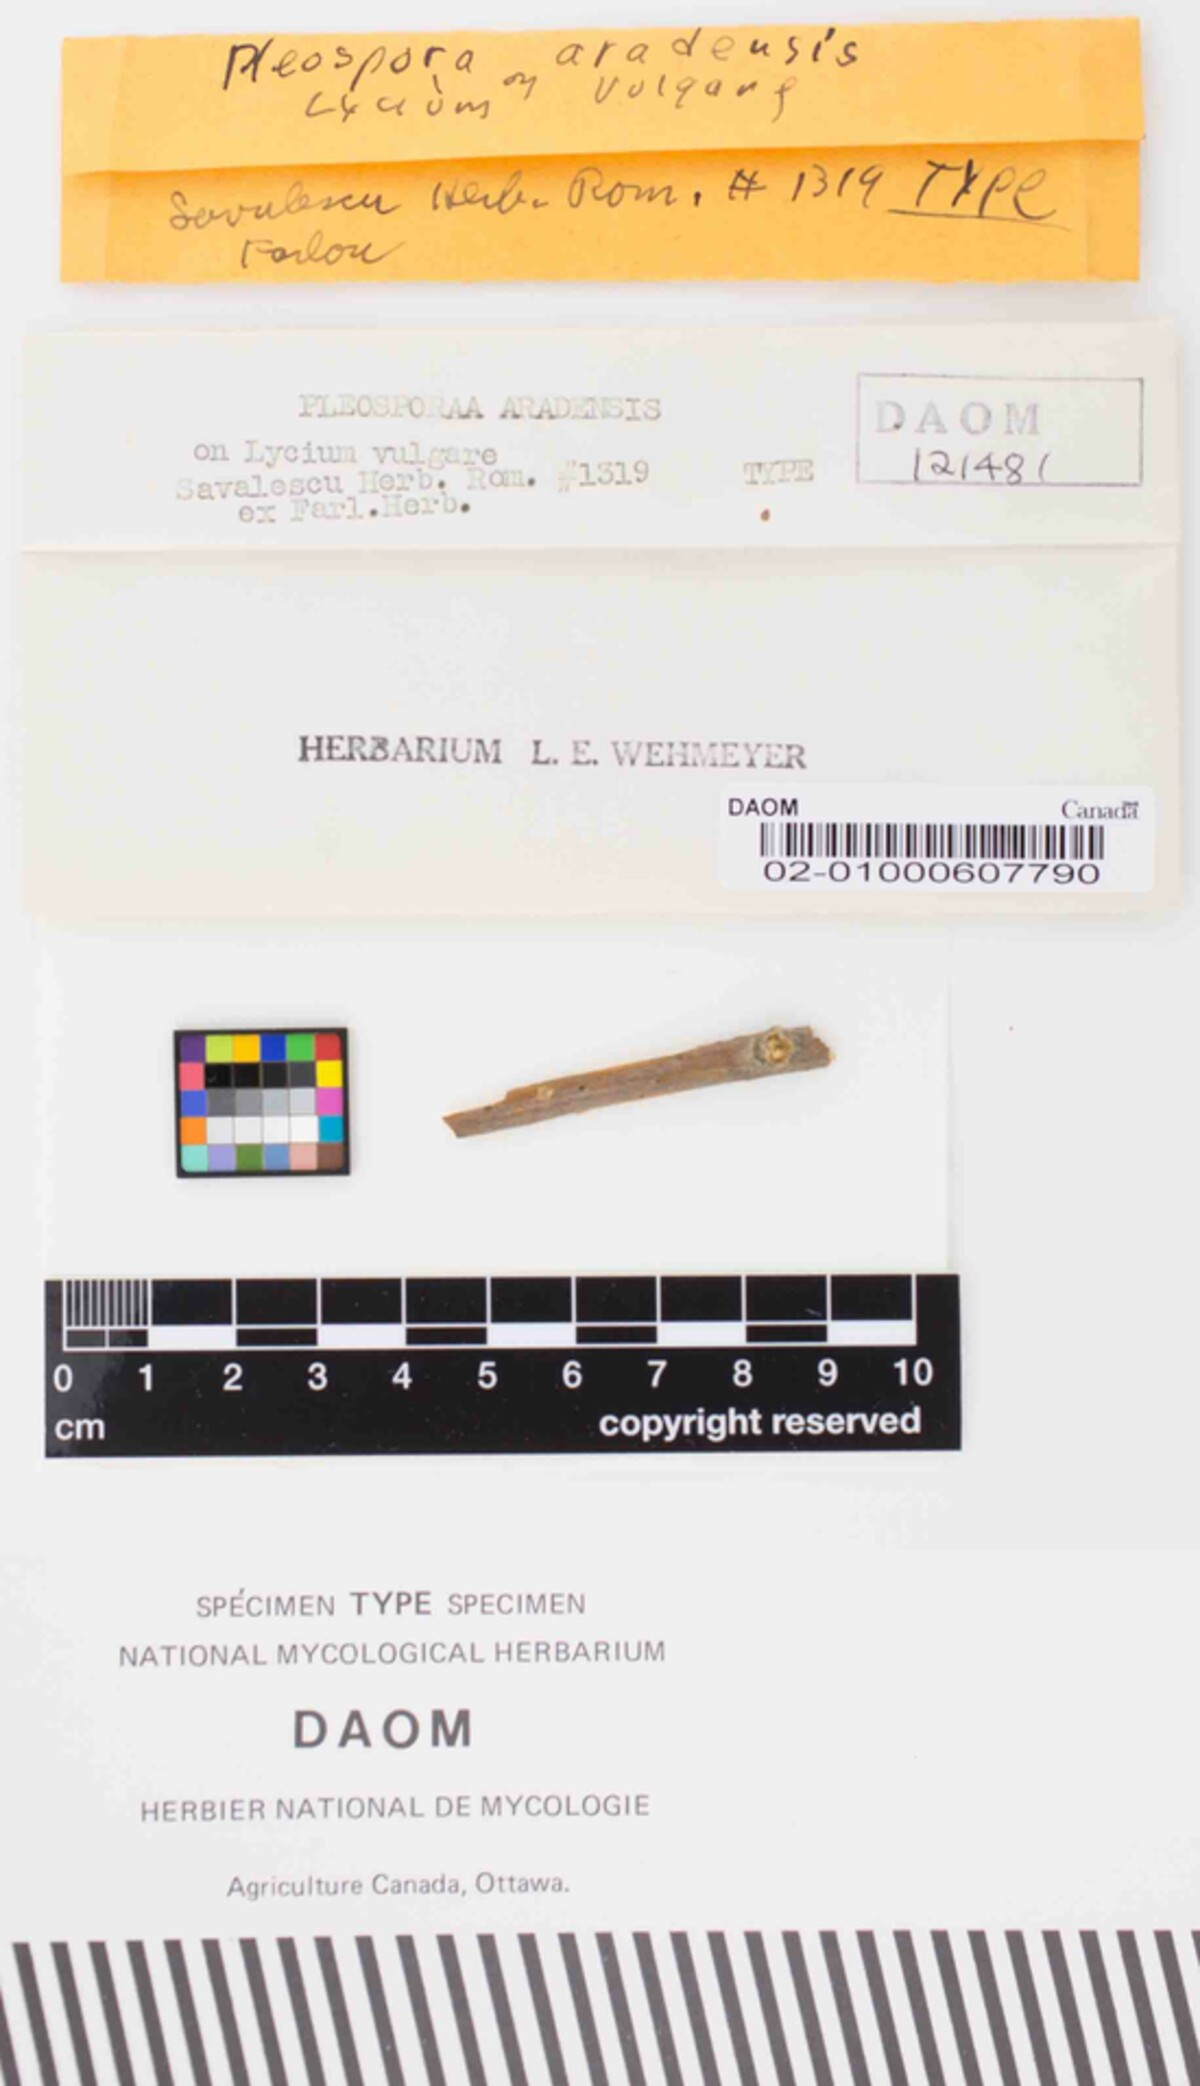 Pleospora aradensis
on
Lycium vulgare
Savulescu Herb. Rom. # 1319 TYPE
Farlow
PLEOSPORAA ARADENSIS
on Lycium vulgare
Savalescu Herb. Rom. #1319 TYPE
ex Farl.Herb.
DAOM
121481
HERBARIUM L. E. WEHMEYER
DAOM Canada
02-01000607790
0 1 2 3 4 5 6 7 8 9 10
cm copyright reserved
SPÉCIMEN TYPE SPECIMEN
NATIONAL MYCOLOGICAL HERBARIUM
DAOM
HERBIER NATIONAL DE MYCOLOGIE
Agriculture Canada, Ottawa.